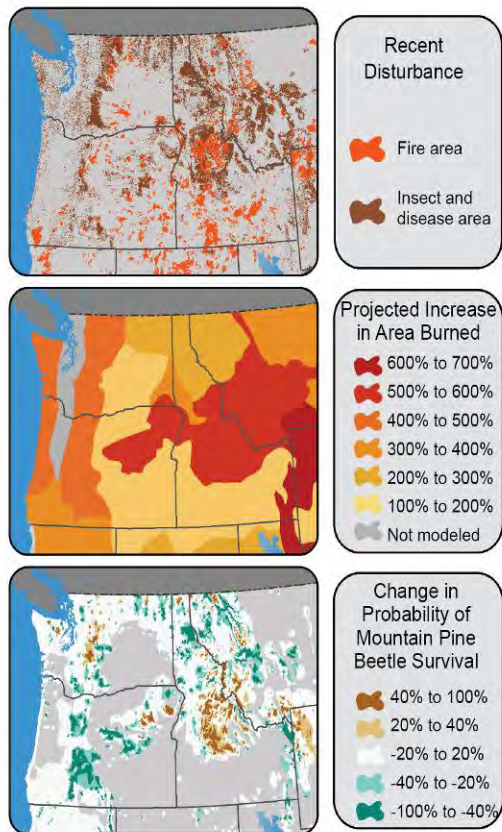 Recent
Disturbance
Fire area
Insect and
disease area
Projected Increase
in Area Burned
600% to 700%
500% to 600%
400% to 500%
300% to 400%
200% to 300%
100% to 200%
Not modeled
Change in
Probability of
Mountain Pine
Beetle Survival
40% to 100%
20% to 40%
-20% to 20%
-40% to -20%
-100% to -40%